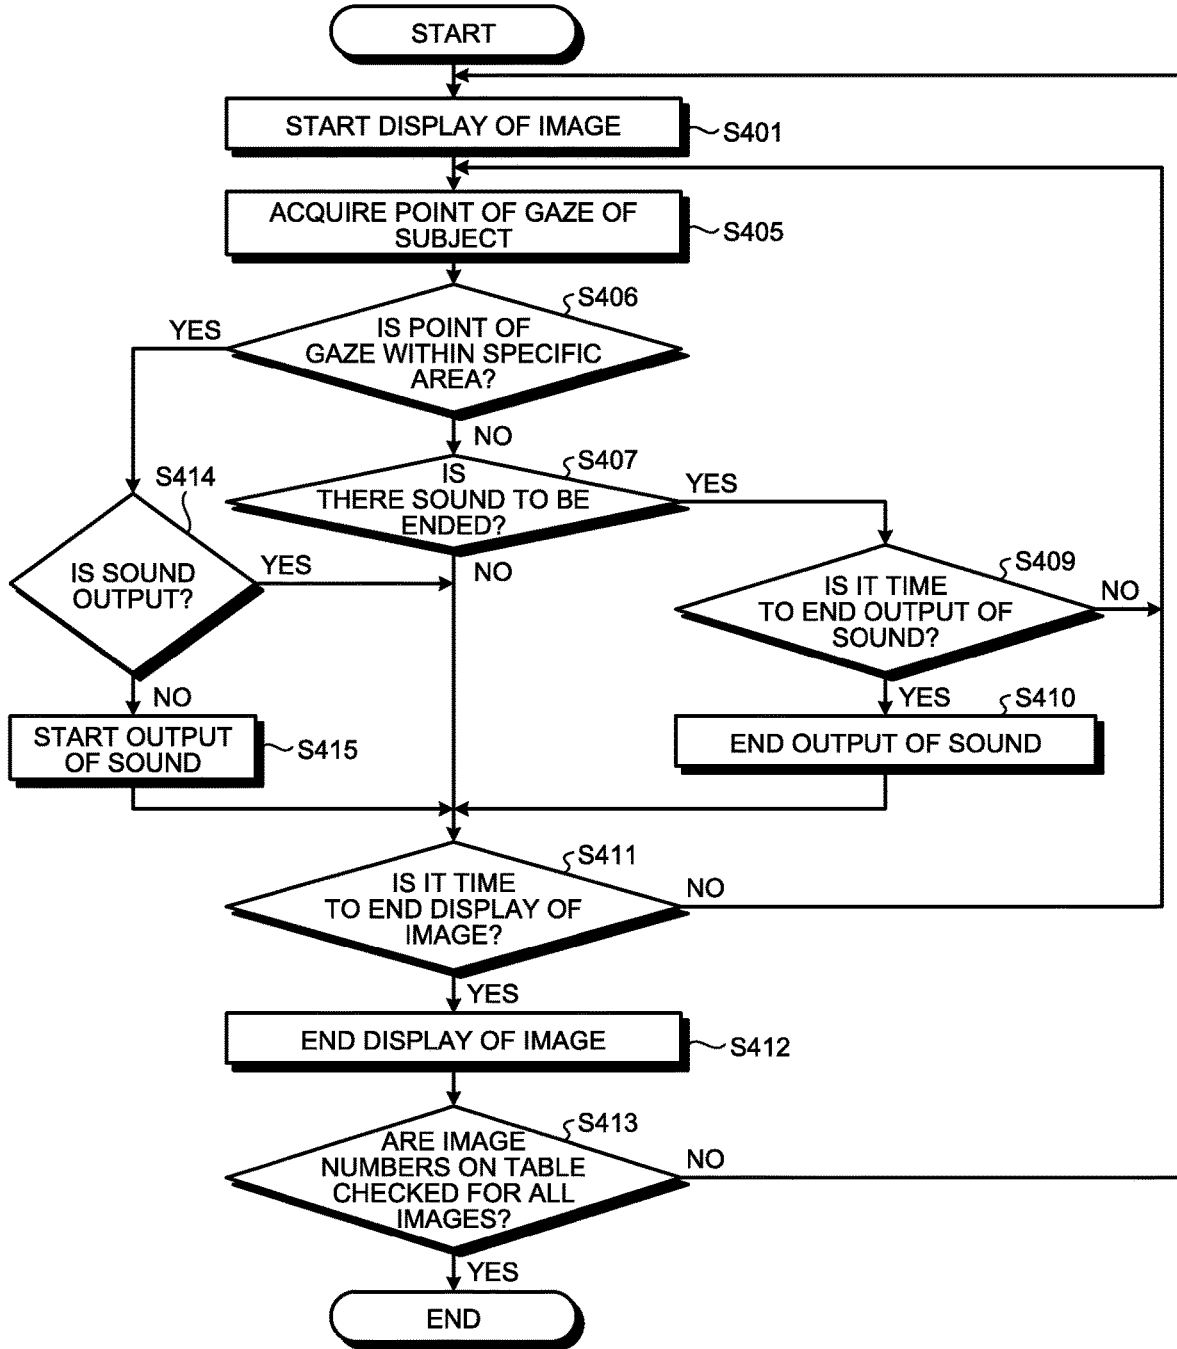 START
START DISPLAY OF IMAGE
S401
ACQUIRE POINT OF GAZE OF
SUBJECT
S405
S406
IS POINT OF
GAZE WITHIN SPECIFIC
AREA?
YES
NO
S407
IS
THERE SOUND TO BE
ENDED?
YES
NO
S414
IS SOUND
OUTPUT?
YES
NO
S409
IS IT TIME
TO END OUTPUT OF
SOUND?
NO
YES
S410
END OUTPUT OF SOUND
START OUTPUT
OF SOUND
S415
S411
IS IT TIME
TO END DISPLAY OF
IMAGE?
NO
YES
END DISPLAY OF IMAGE
S412
S413
ARE IMAGE
NUMBERS ON TABLE
CHECKED FOR ALL
IMAGES?
NO
YES
END